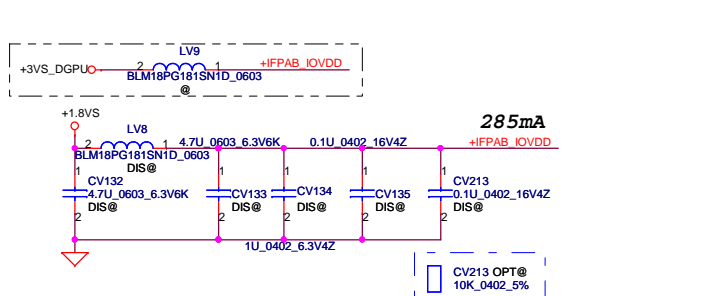 LV9
+3VS_DGPU 2 1 +IFPAB_IOVDD
BLM18PG181SN1D_0603
@
+1.8VS
285mA
LV8
2 1 4.7U_0603_6.3V6K 0.1U_0402_16V4Z +IFPAB_IOVDD
BLM18PG181SN1D_0603
DIS@
1 1 1 1 1
CV132 CV133 CV134 CV135 CV213
4.7U_0603_6.3V6K 0.1U_0402_16V4Z
DIS@ DIS@ DIS@ DIS@ DIS@
2 2 2 2 2
1U_0402_6.3V4Z
CV213 OPT@
10K_0402_5%